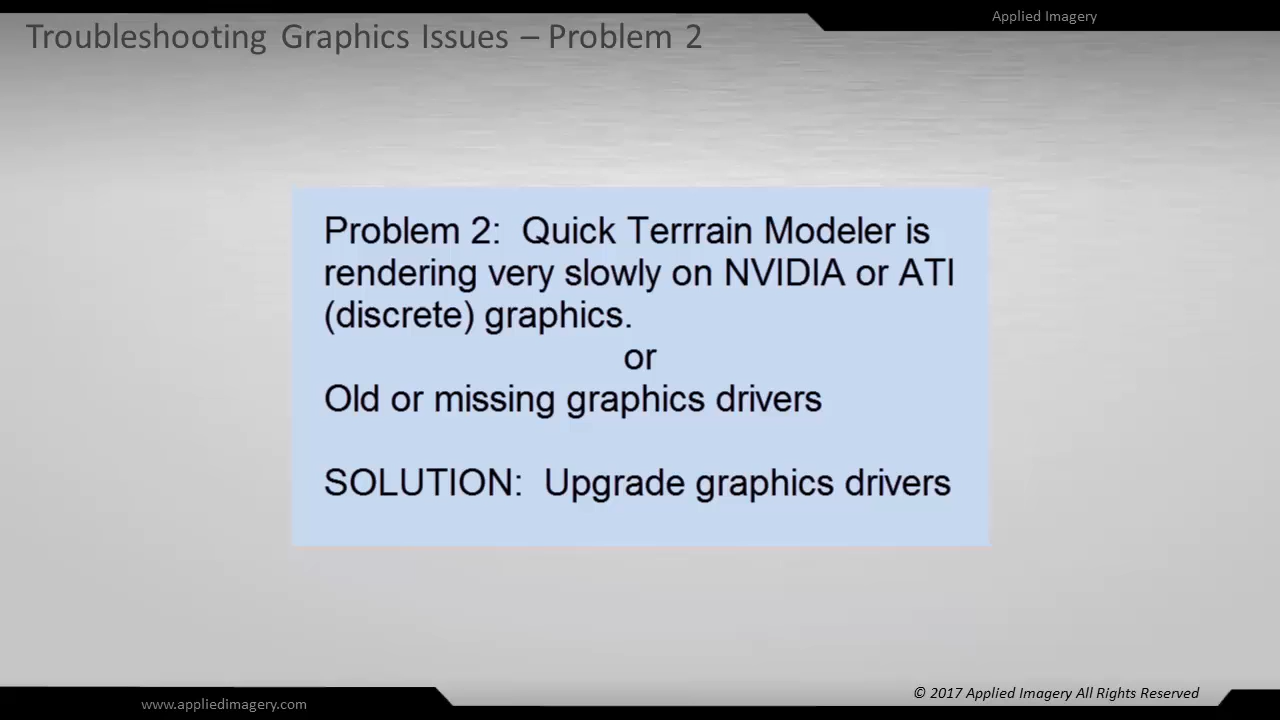 Applied Imagery
Troubleshooting Graphics Issues – Problem 2
Problem 2:  Quick Terrrain Modeler is
rendering very slowly on NVIDIA or ATI
(discrete) graphics.
or
Old or missing graphics drivers
SOLUTION:  Upgrade graphics drivers
© 2017 Applied Imagery All Rights Reserved
www.appliedimagery.com